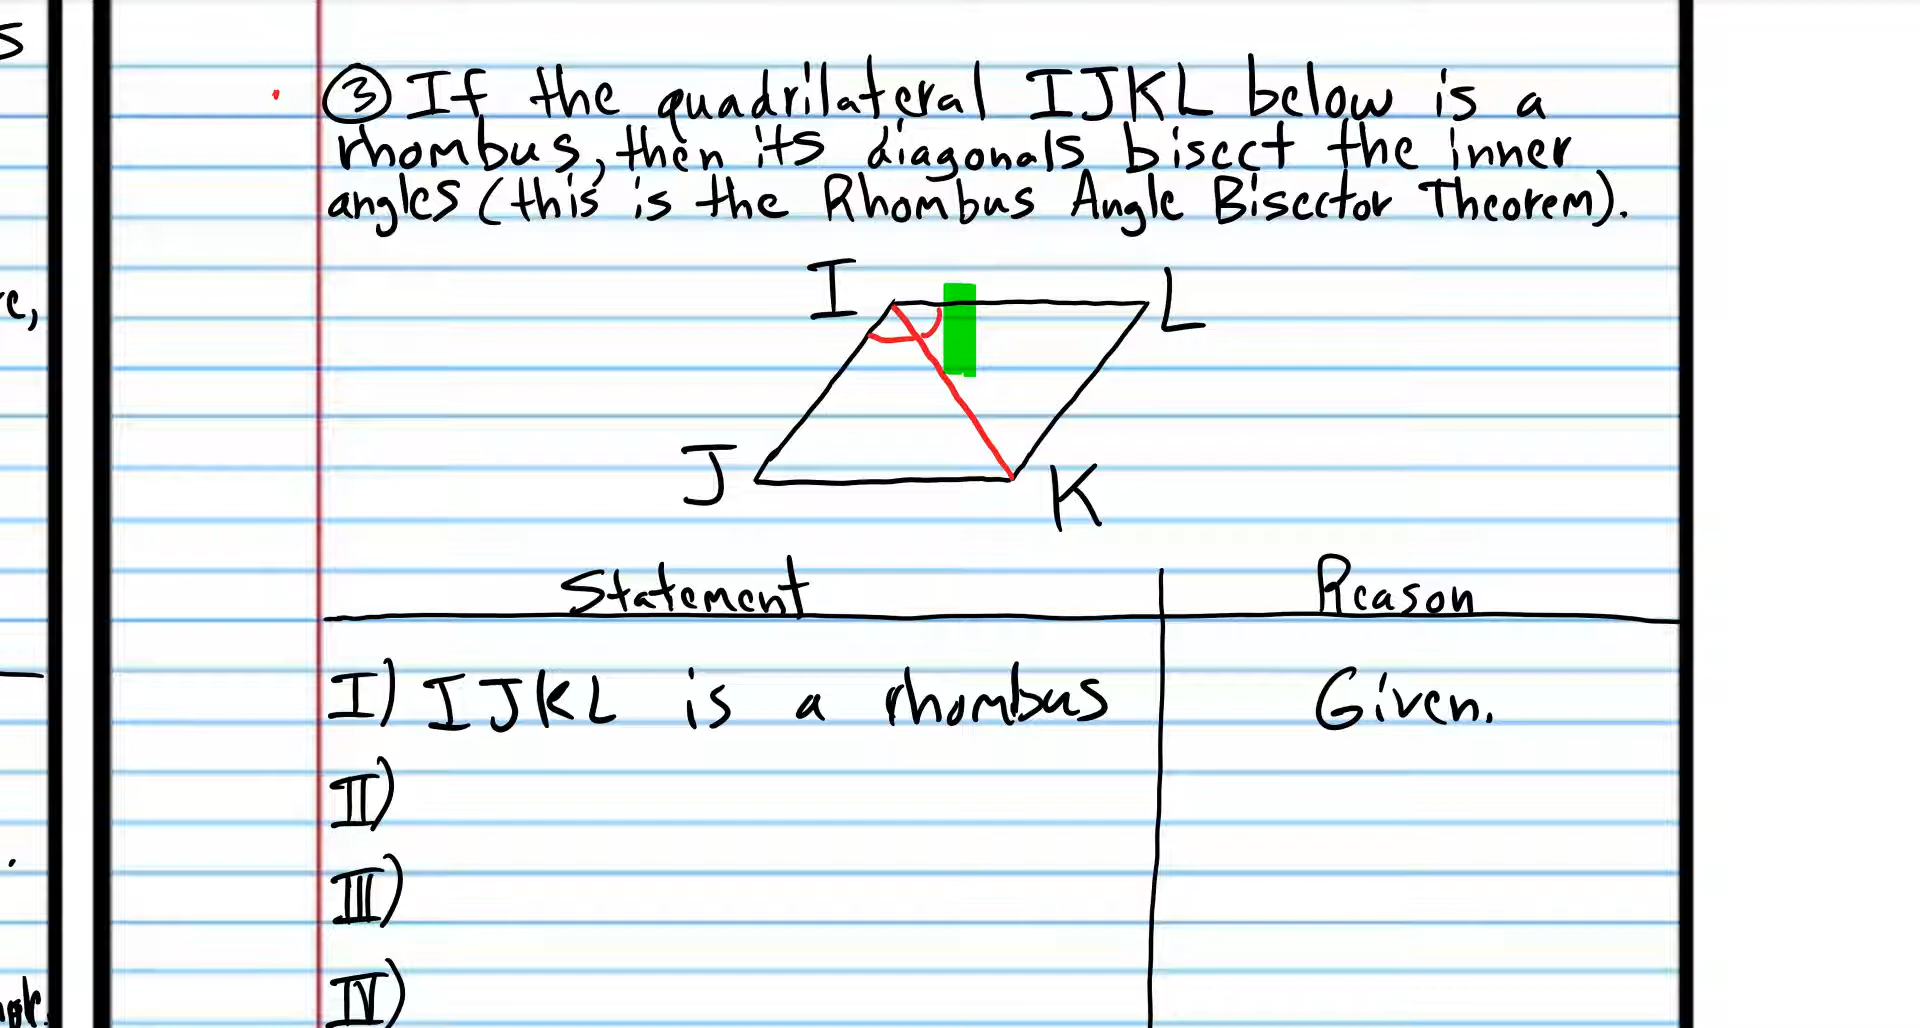 ③ If the quadrilateral IJKL below is a
rhombus, then its diagonals bisect the inner
angles (this is the Rhombus Angle Bisector Theorem).
I
L
J
K
Statement
Reason
I) IJKL is a rhombus
Given.
II)
III)
IV)